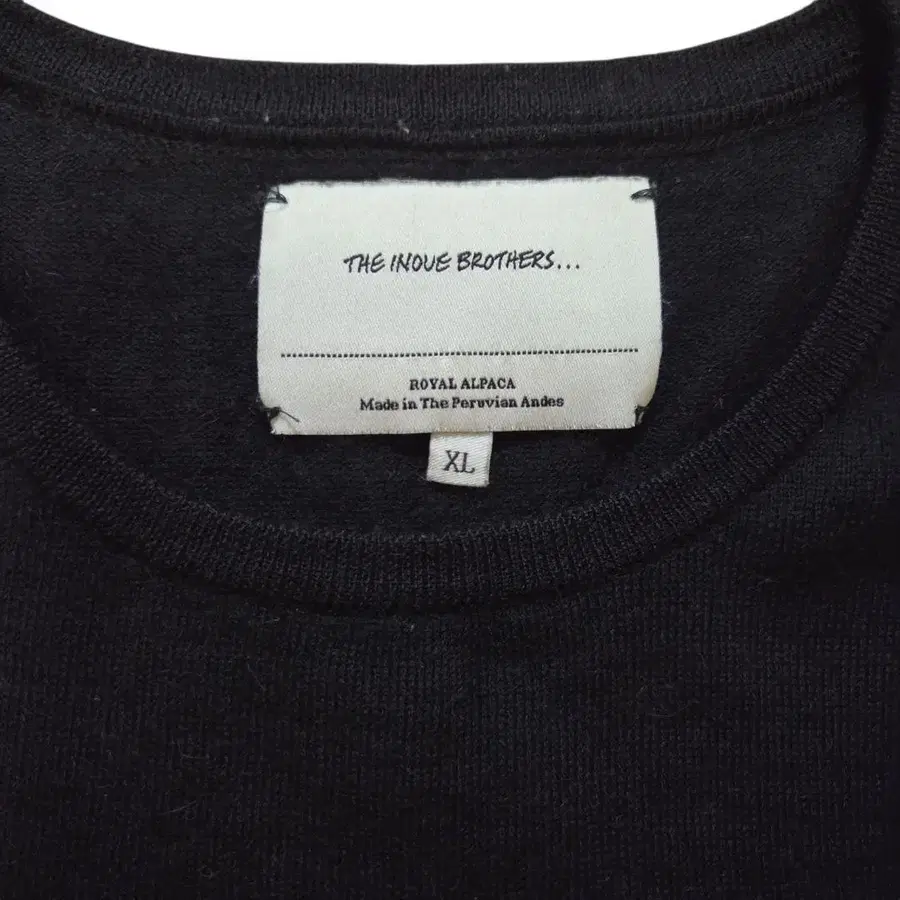 THE INOUE BROTHERS...
ROYAL ALPACA
Made in The Peruvian Andes
XL